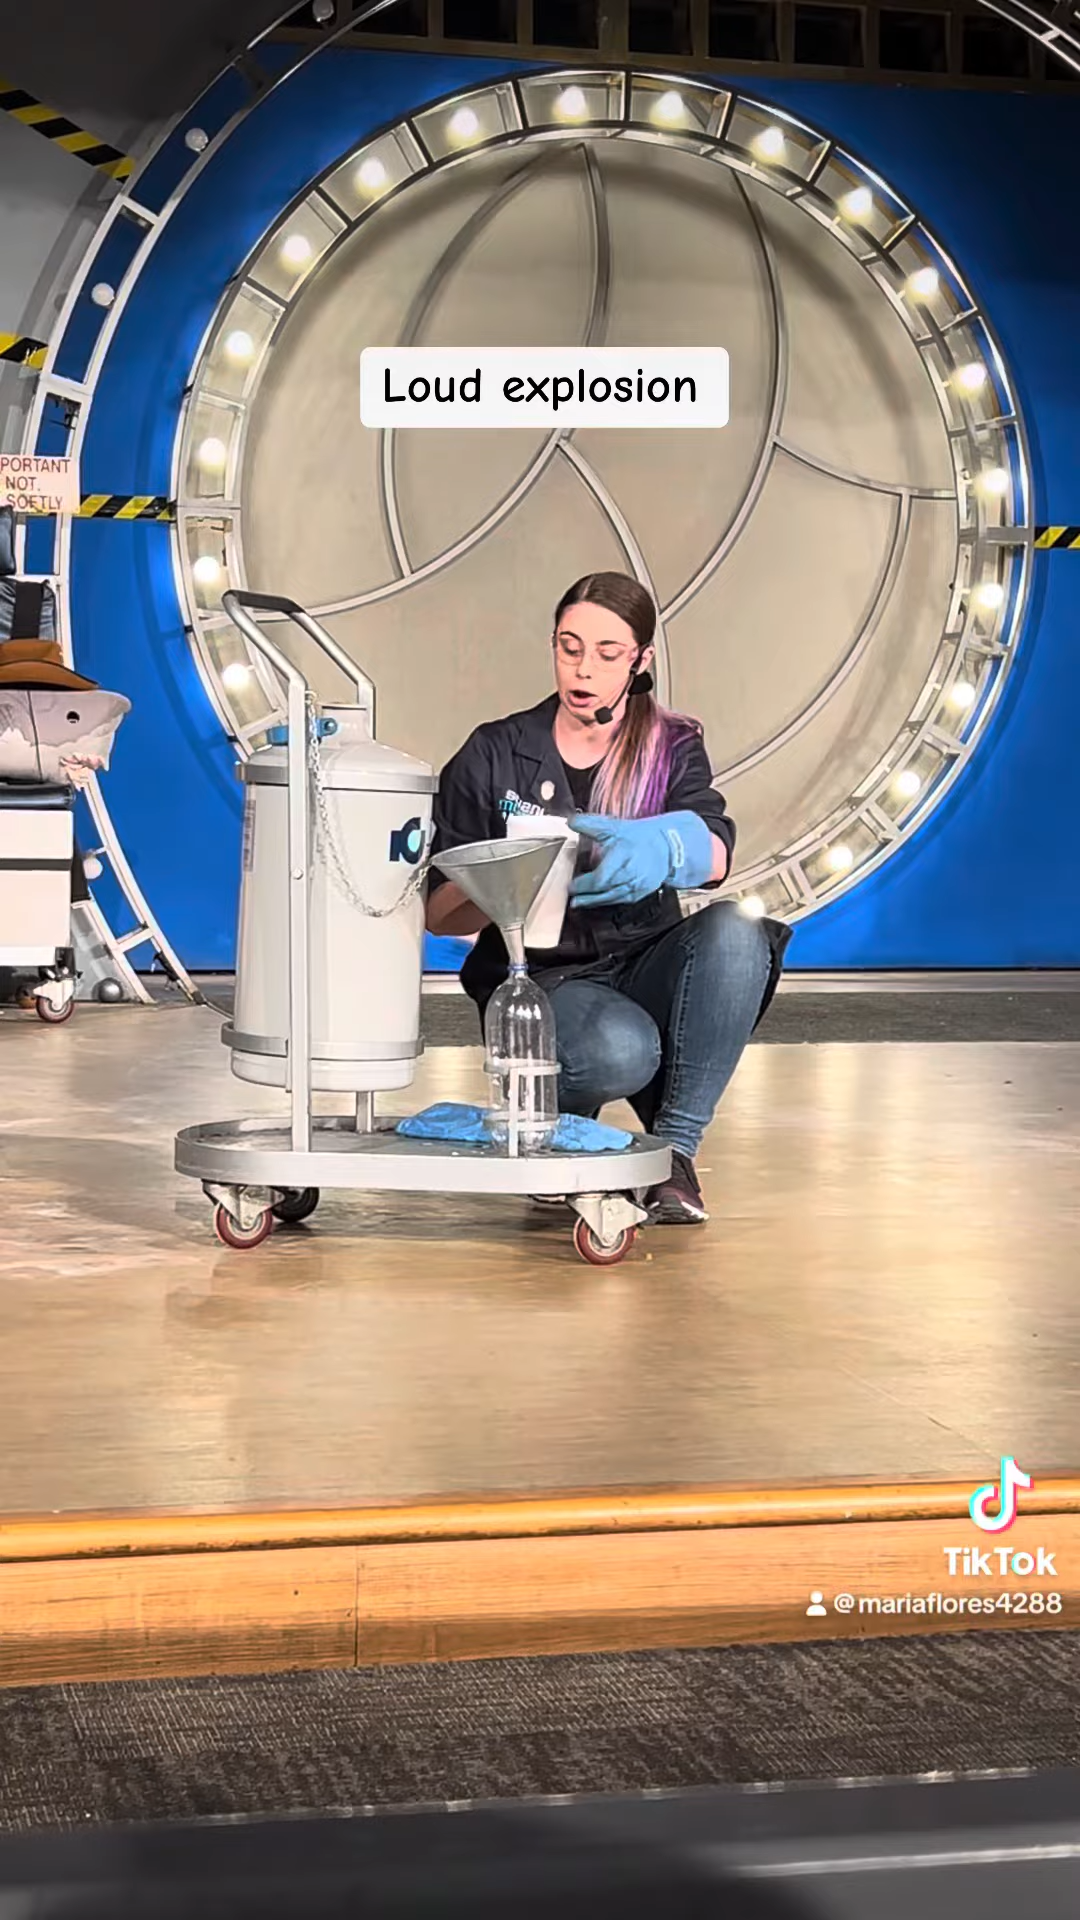 Loud explosion
PORTANT
NOT.
SOFTLY
TikTok
@mariaflores4288